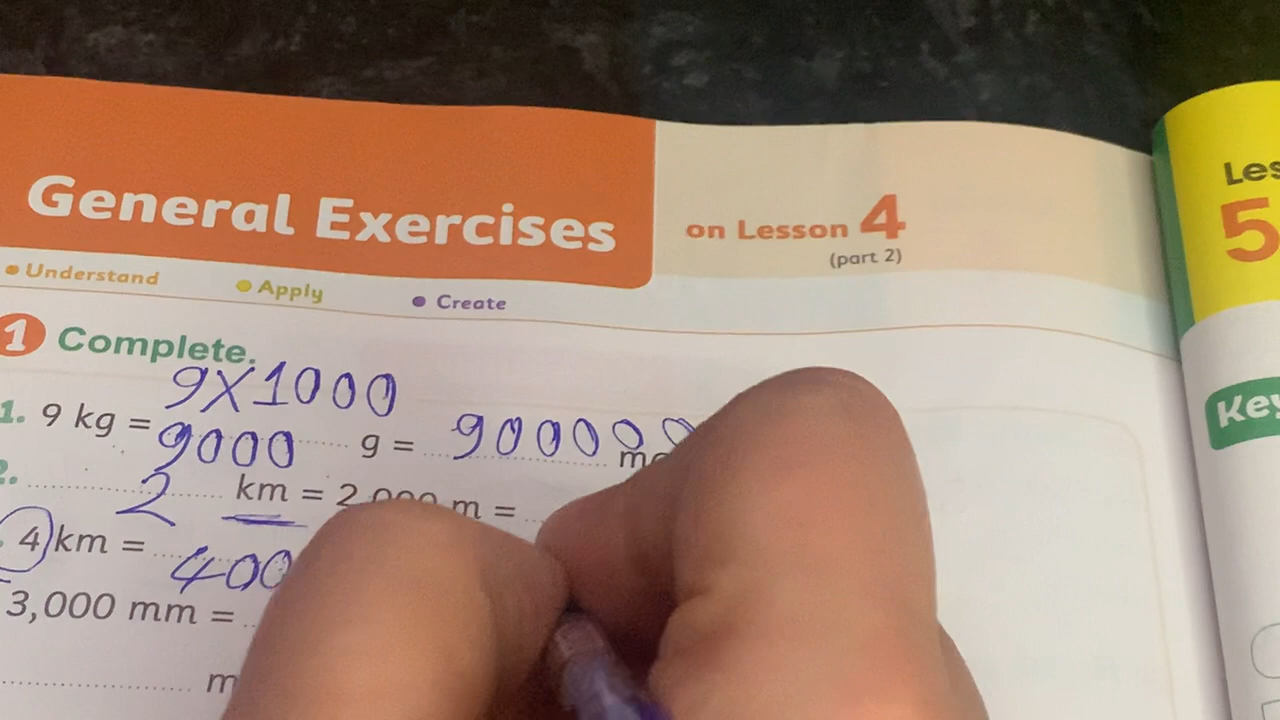 General Exercises
on Lesson 4
(part 2)
Les
5
Understand
Apply
Create
1 Complete.
9X1000
1. 9 kg = 9000 g = 90000
2 km = 2,000 m =
4 km = 400
3,000 mm =
m
Key